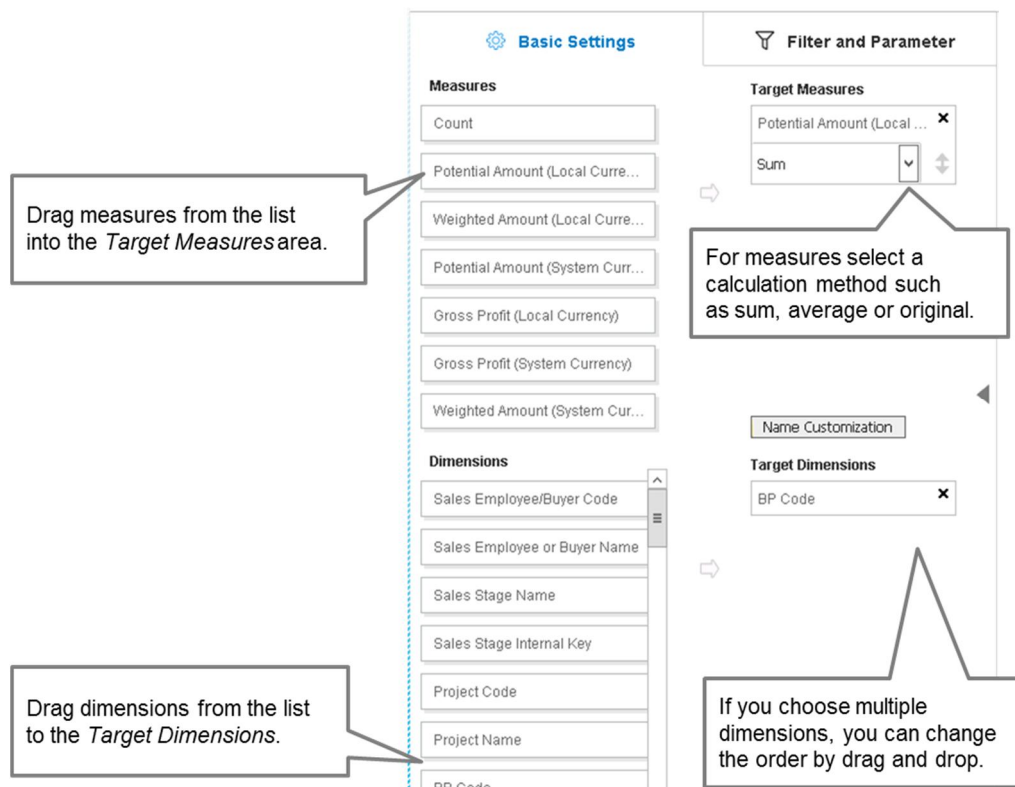 Basic Settings
Filter and Parameter
Measures
Count
Potential Amount (Local Curre...
Weighted Amount (Local Curre...
Potential Amount (System Curr...
Gross Profit (Local Currency)
Gross Profit (System Currency)
Weighted Amount (System Cur...
Target Measures
Potential Amount (Local ...
Sum
Drag measures from the list
into the Target Measures area.
For measures select a
calculation method such
as sum, average or original.
Name Customization
Dimensions
Sales Employee/Buyer Code
Sales Employee or Buyer Name
Sales Stage Name
Sales Stage Internal Key
Project Code
Project Name
BP Code
Target Dimensions
BP Code
Drag dimensions from the list
to the Target Dimensions.
If you choose multiple
dimensions, you can change
the order by drag and drop.